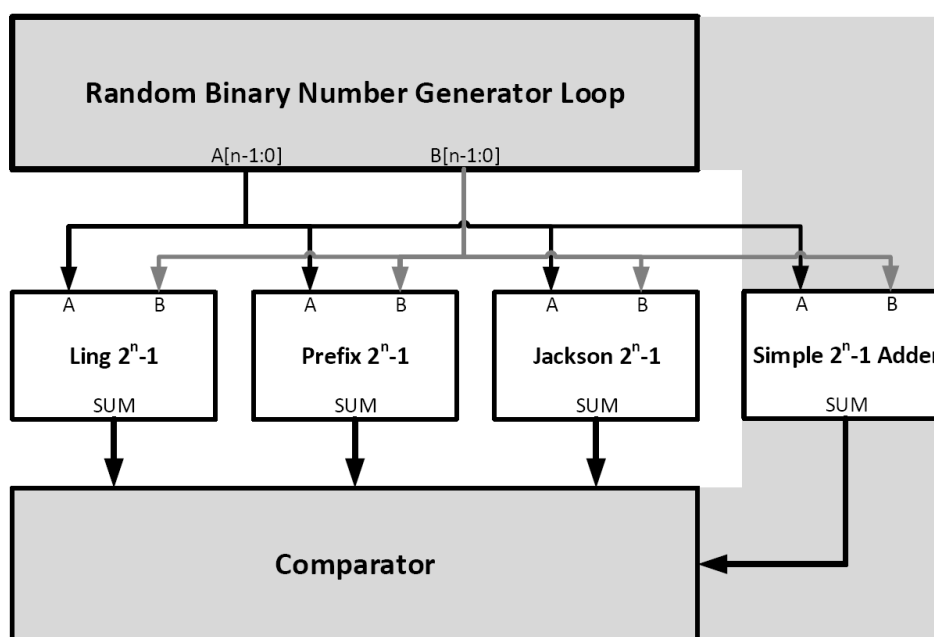 Random Binary Number Generator Loop
A[n-1:0] B[n-1:0]
A B A B A B A B
Ling 2ⁿ-1 Prefix 2ⁿ-1 Jackson 2ⁿ-1 Simple 2ⁿ-1 Adder
SUM SUM SUM SUM
Comparator